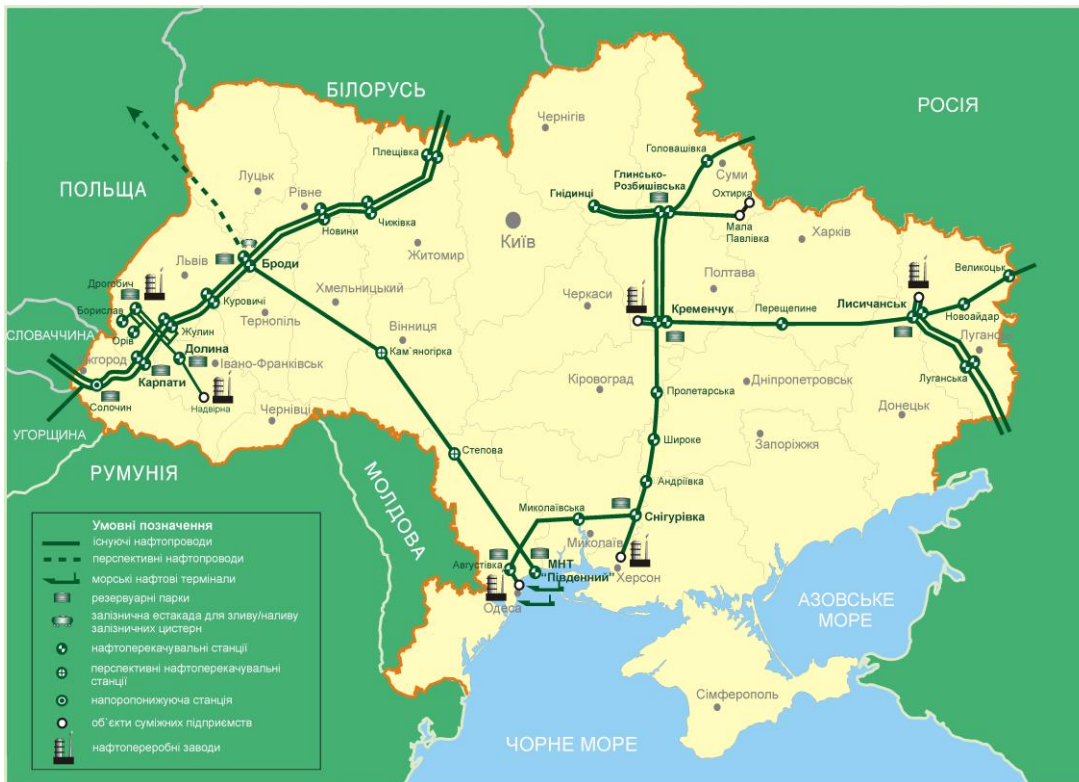 БІЛОРУСЬ
РОСІЯ
ПОЛЬЩА
СЛОВАЧЧИНА
УГОРЩИНА
РУМУНІЯ
МОЛДОВА
Чернігів
Плещівка
Головашівка
Суми
Глинсько-
Розбишівська
Охтирка
Гнідинці
Луцьк
Рівне
Чижівка
Новини
Мала
Павлівка
Київ
Харків
Житомир
Броди
Львів
Великоцьк
Полтава
Хмельницький
Дрогобич
Куровичі
Черкаси
Лисичанськ
Борислав
Тернопіль
Кременчук
Перещепине
Новоайдар
Жулин
Вінниця
Орів
Долина
Луганськ
Ужгород
Івано-Франківськ
Кам`яногірка
Карпати
Луганська
Кіровоград
Дніпропетровськ
Солочин
Надвірна
Пролетарська
Чернівці
Донецьк
Широке
Запоріжжя
Степова
Андріївка
Миколаївська
Снігурівка
Миколаїв
Августівка
МНТ
"Південний"
Херсон
Одеса
АЗОВСЬКЕ
МОРЕ
Сімферополь
ЧОРНЕ МОРЕ
Умовні позначення
існуючі нафтопроводи
перспективні нафтопроводи
морські нафтові термінали
резервуарні парки
залізнична естакада для зливу/наливу
залізничних цистерн
нафтоперекачувальні станції
перспективні нафтоперекачувальні
станції
напоропонижуюча станція
об`єкти суміжних підприємств
нафтопереробні заводи